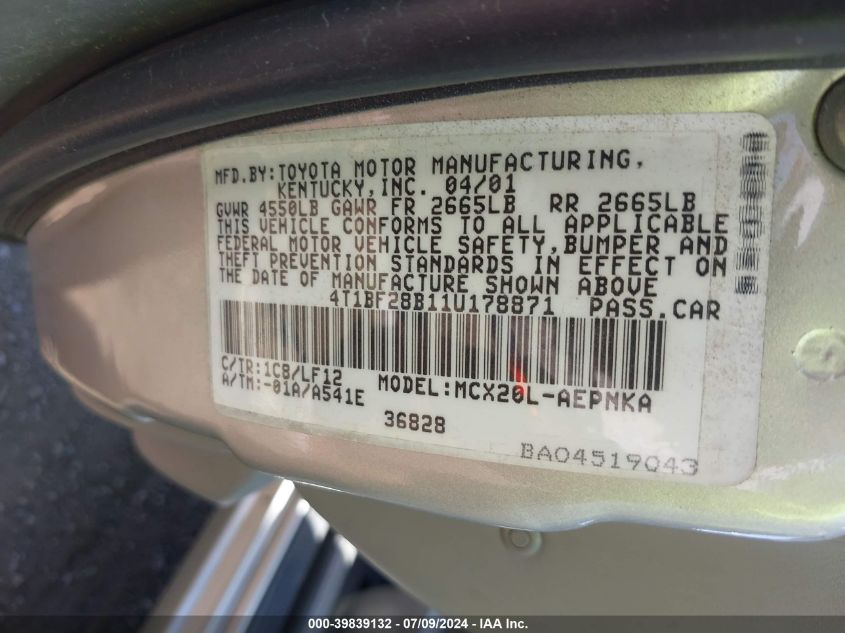 MFD.BY:TOYOTA MOTOR MANUFACTURING,
KENTUCKY,INC. 04/01
GVWR 4550LB GAWR FR 2665LB RR 2665LB
THIS VEHICLE CONFORMS TO ALL APPLICABLE
FEDERAL MOTOR VEHICLE SAFETY,BUMPER AND
THEFT PREVENTION STANDARDS IN EFFECT ON
THE DATE OF MANUFACTURE SHOWN ABOVE
4T1BF28B11U178871 PASS.CAR
C/TR:1C8/LF12
A/TM:-01A/A541E
MODEL:MCX20L-AEPNKA
36828
BA04519043
000-39839132 - 07/09/2024 - IAA Inc.